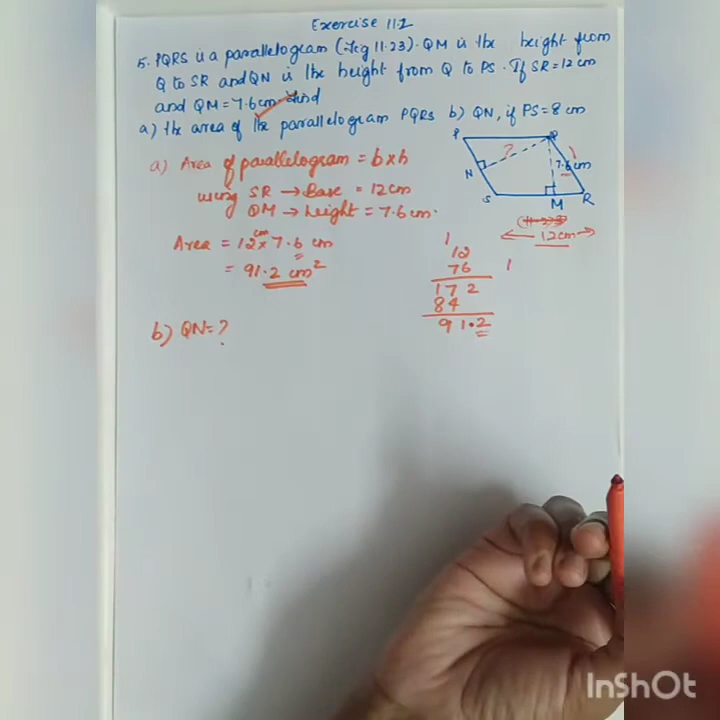 Exercise 11.2
5. PQRS is a parallelogram (Fig 11.23). QM is the height from
Q to SR and QN is the height from Q to PS. If SR = 12 cm
and QM = 7.6 cm find
a) the area of the parallelogram PQRS b) QN, if PS = 8 cm
a) Area of parallelogram = b x h
using SR → Base = 12 cm
QM → height = 7.6 cm.
Area = 12 cm x 7.6 cm
= 91.2 cm²
b) QN = ?
P
?
N
7.6 cm
S
M
R
12 cm
1
12
76
1
172
84
91.2
InShOt